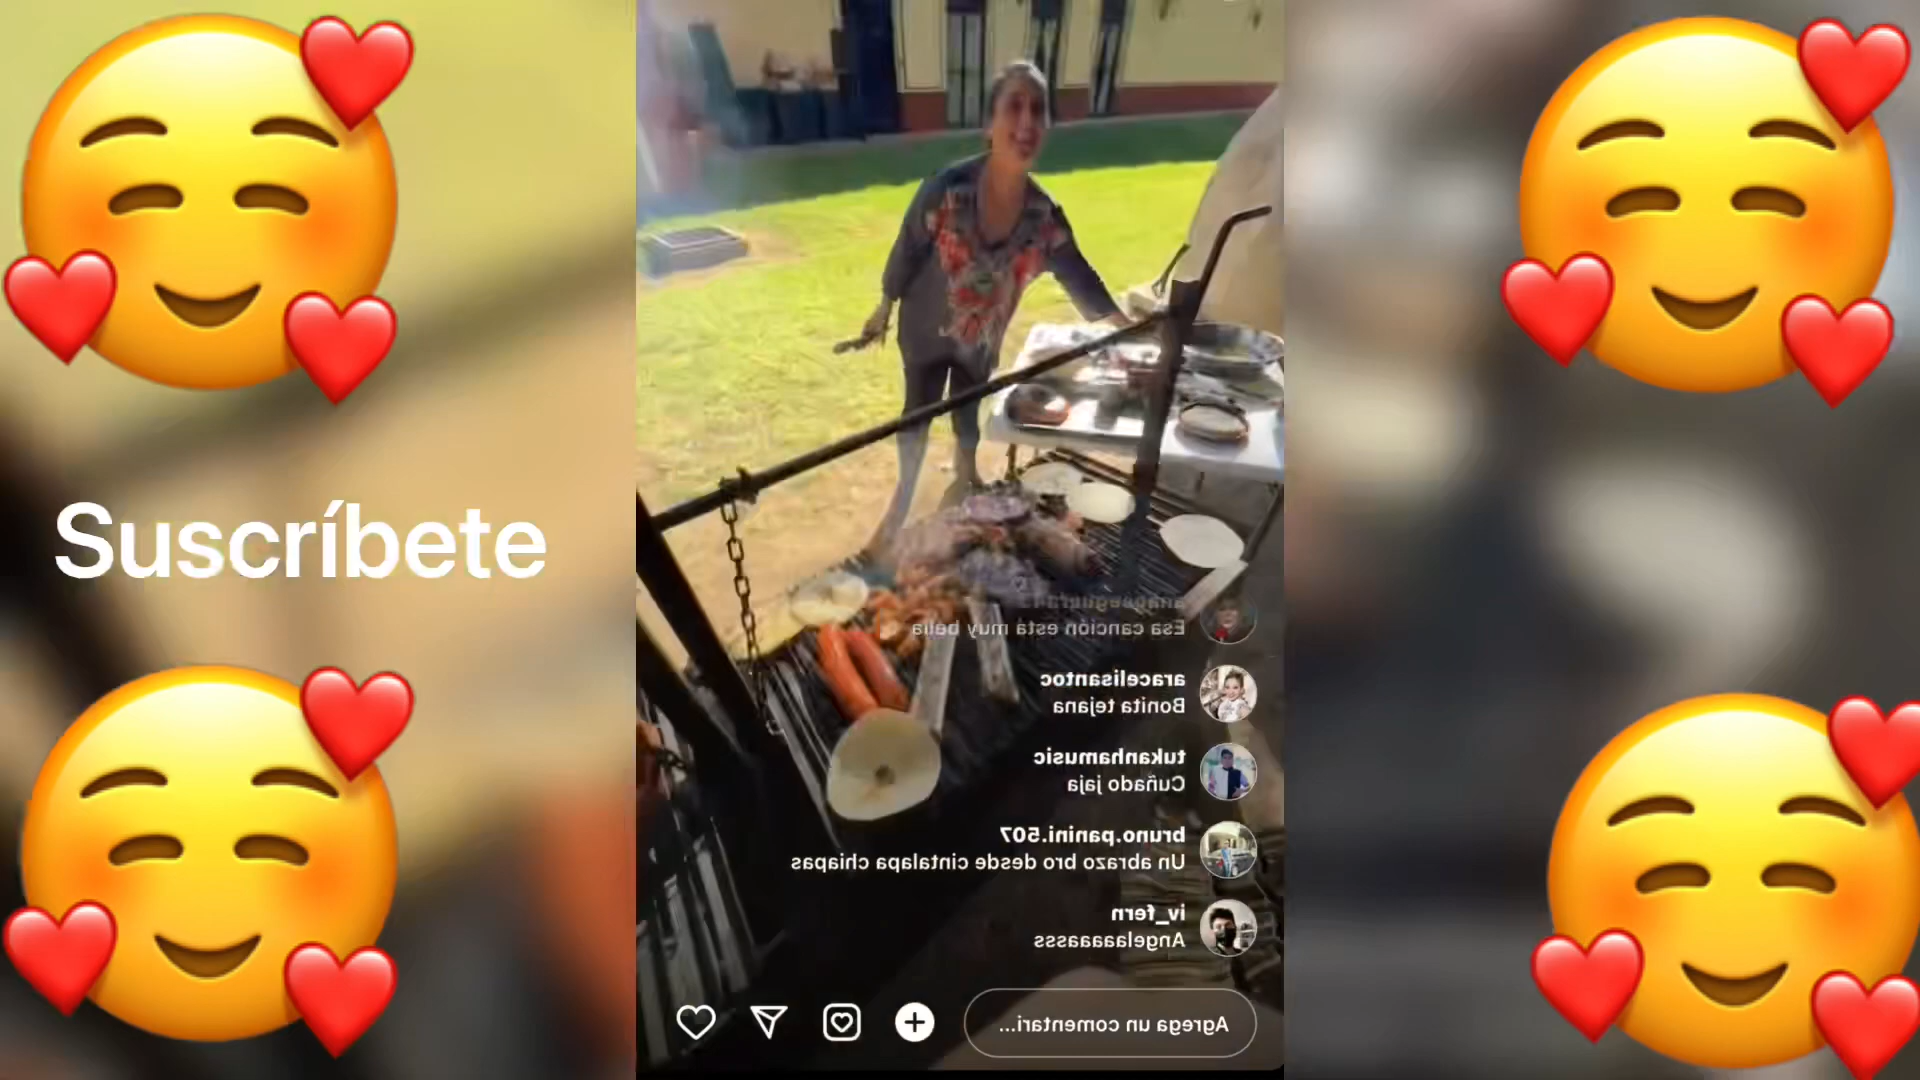 Suscríbete
Esa canción está muy bella
aracelisantoc
Bonita tejana
tukanhamusic
Cuñado jaja
bruno.panini.507
Un abrazo bro desde cintalapa chiapas
iv_fern
Angelaaaaasss
Agrega un comentari...